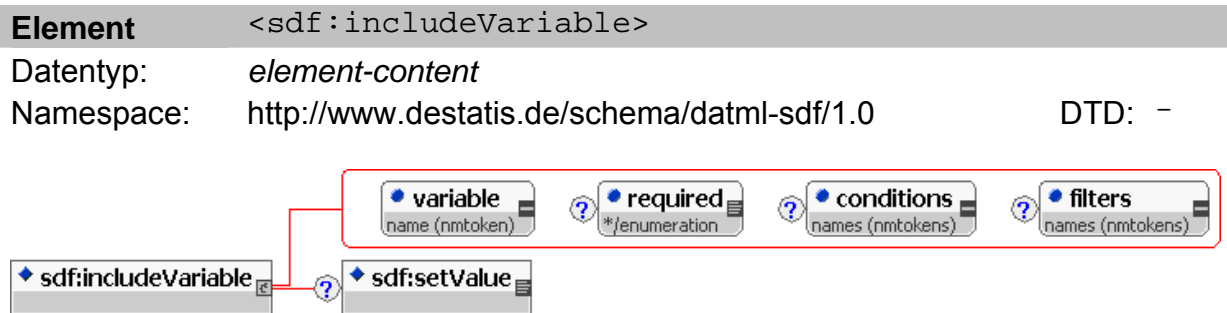 Element <sdf:includeVariable>
Datentyp: element-content
Namespace: http://www.destatis.de/schema/datml-sdf/1.0 DTD: –
variable ? required ? conditions ? filters
name (nmtoken) */enumeration names (nmtokens) names (nmtokens)
sdf:includeVariable ? sdf:setValue